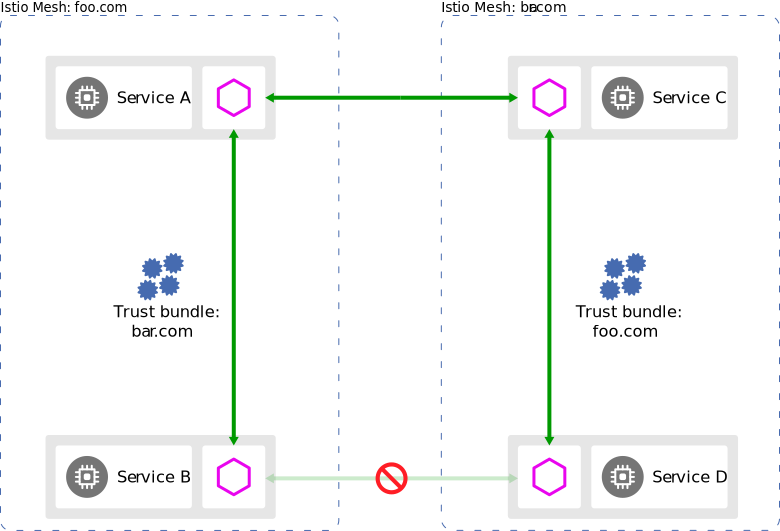 Istio Mesh: foo.com
Istio Mesh: bar.com
Service A
Service C
Trust bundle:
bar.com
Trust bundle:
foo.com
Service B
Service D